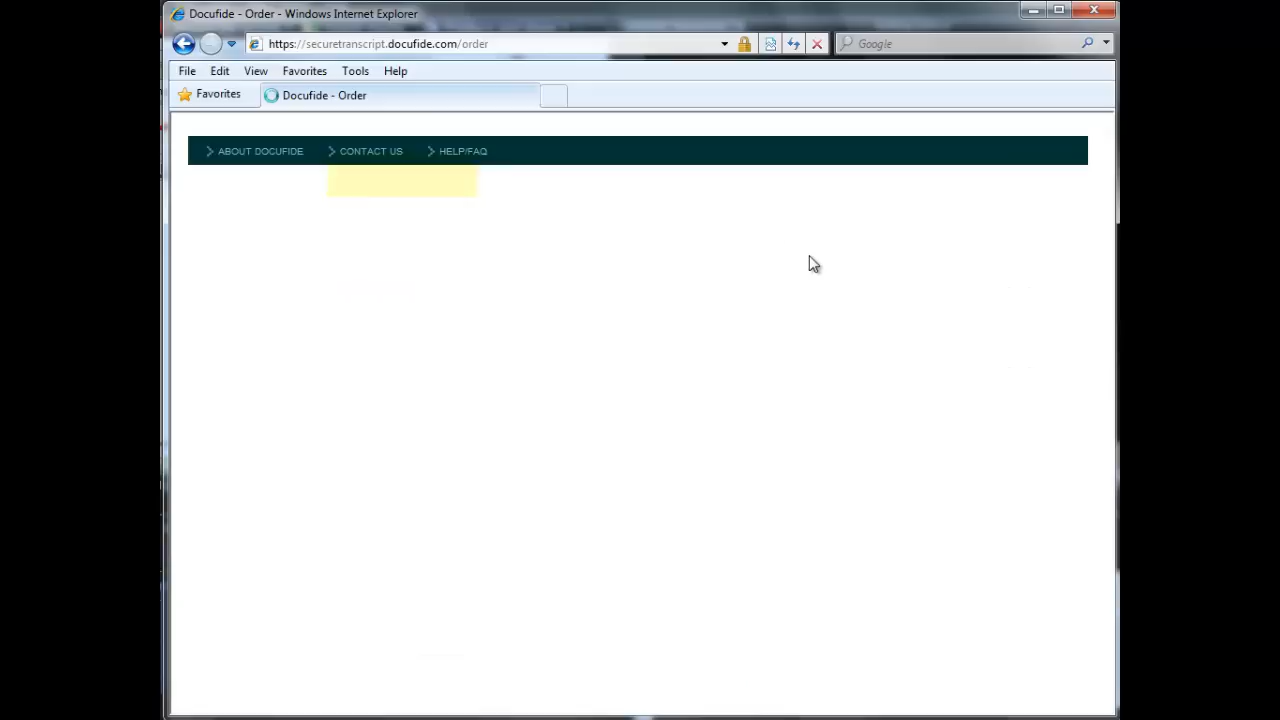 Docufide - Order - Windows Internet Explorer
https://securetranscript.docufide.com/order
Google
File Edit View Favorites Tools Help
Favorites
Docufide - Order
ABOUT DOCUFIDE CONTACT US HELP/FAQ